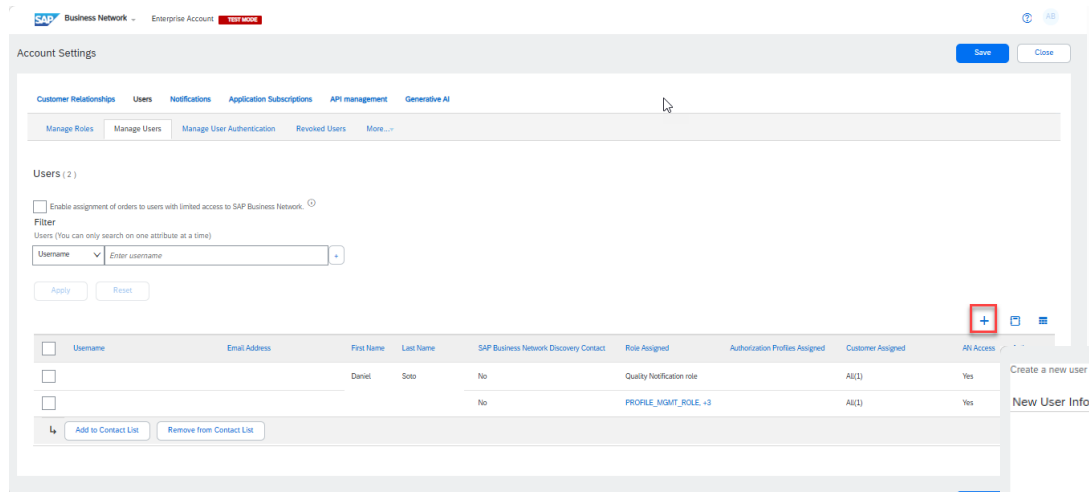 SAP Business Network Enterprise Account TEST MODE AB
Account Settings Save Close
Customer Relationships Users Notifications Application Subscriptions API management Generative AI
Manage Roles Manage Users Manage User Authentication Revoked Users More...
Users (2)
Enable assignment of orders to users with limited access to SAP Business Network.
Filter
Users (You can only search on one attribute at a time)
Username Enter username +
Apply Reset
Username Email Address First Name Last Name SAP Business Network Discovery Contact Role Assigned Authorization Profiles Assigned Customer Assigned AN Access
Daniel Soto No Quality Notification role All(1) Yes
Create a new user
No PROFILE_MGMT_ROLE, +3 All(1) Yes
New User Info
Add to Contact List Remove from Contact List